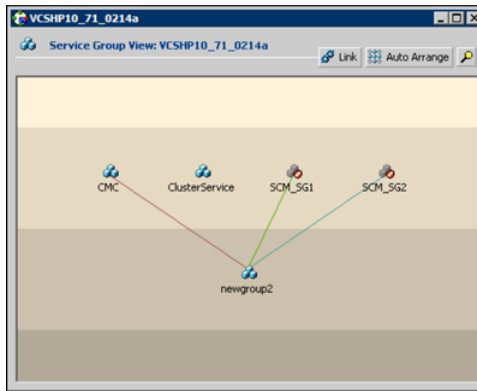 VCSHP10_71_0214a
Service Group View: VCSHP10_71_0214a
Link Auto Arrange
CMC ClusterService SCM_SG1 SCM_SG2
newgroup2